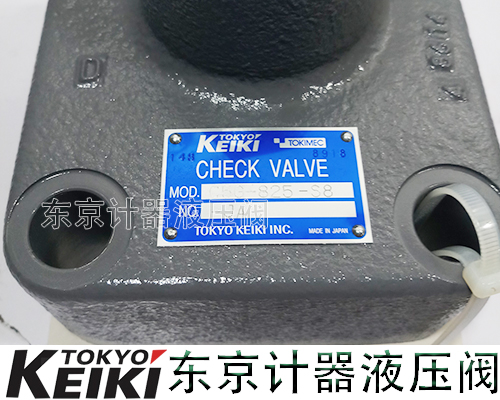 D
TOKYO
KEIKI
TOKIMEC
CHECK VALVE
MOD.
-825-S8
NO.
东京计器液压阀
TOKYO KEIKI INC.
MADE IN JAPAN
TOKYO
KEIKI 东京计器液压阀